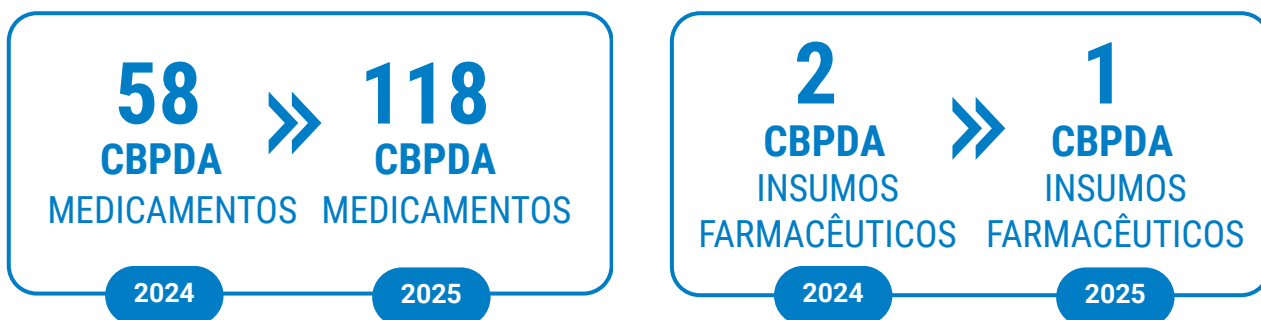 58
CBPDA
MEDICAMENTOS
2024
118
CBPDA
MEDICAMENTOS
2025
2
CBPDA
INSUMOS
FARMACÊUTICOS
2024
1
CBPDA
INSUMOS
FARMACÊUTICOS
2025